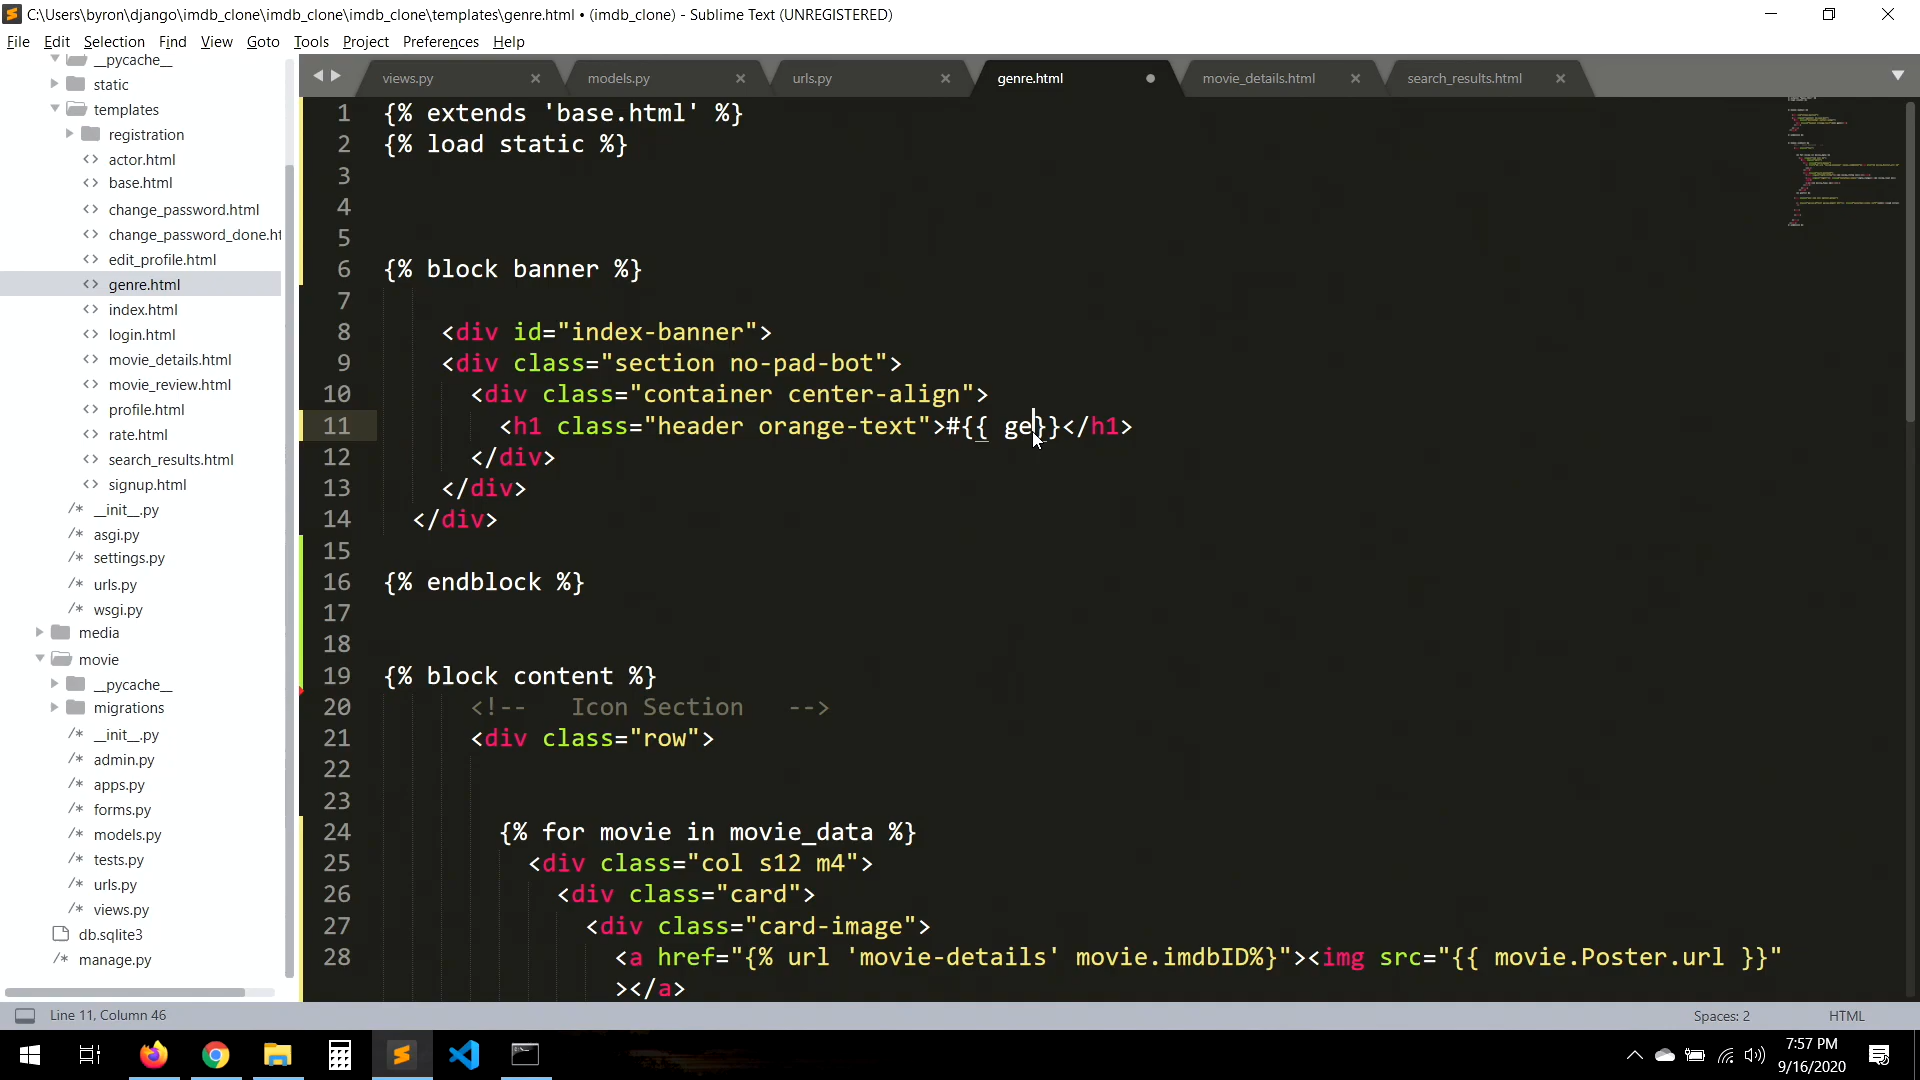 C:\Users\byron\django\imdb_clone\imdb_clone\imdb_clone\templates\genre.html • (imdb_clone) - Sublime Text (UNREGISTERED)
File Edit Selection Find View Goto Tools Project Preferences Help
__pycache__
static
templates
registration
actor.html
base.html
change_password.html
change_password_done.ht
edit_profile.html
genre.html
index.html
login.html
movie_details.html
movie_review.html
profile.html
rate.html
search_results.html
signup.html
__init__.py
asgi.py
settings.py
urls.py
wsgi.py
media
movie
__pycache__
migrations
__init__.py
admin.py
apps.py
forms.py
models.py
tests.py
urls.py
views.py
db.sqlite3
manage.py
views.py models.py urls.py genre.html movie_details.html search_results.html
1 {% extends 'base.html' %}
2 {% load static %}
3
4
5
6 {% block banner %}
7
8 <div id="index-banner">
9 <div class="section no-pad-bot">
10 <div class="container center-align">
11 <h1 class="header orange-text">#{{ ge}}</h1>
12 </div>
13 </div>
14 </div>
15
16 {% endblock %}
17
18
19 {% block content %}
20 <!--   Icon Section   -->
21 <div class="row">
22
23
24 {% for movie in movie_data %}
25 <div class="col s12 m4">
26 <div class="card">
27 <div class="card-image">
28 <a href="{% url 'movie-details' movie.imdbID%}"><img src="{{ movie.Poster.url }}"
></a>
Line 11, Column 46 Spaces: 2 HTML
7:57 PM
9/16/2020